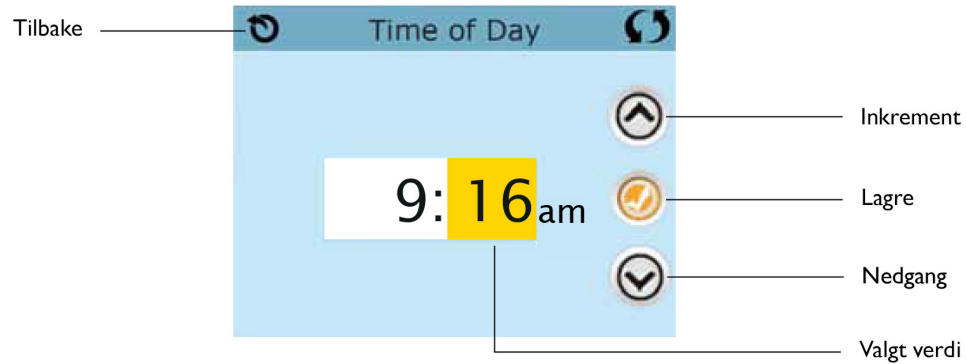 Tilbake
Time of Day
Inkrement
9:16am
Lagre
Nedgang
Valgt verdi